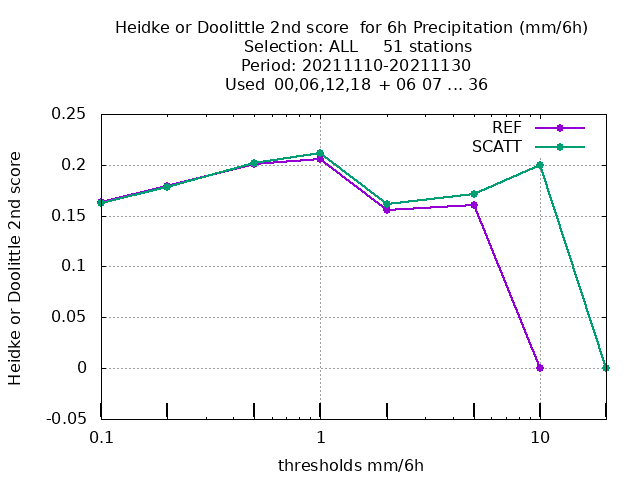 Heidke or Doolittle 2nd score  for 6h Precipitation (mm/6h)
Selection: ALL     51 stations
Period: 20211110-20211130
Used  00,06,12,18  + 06 07 ... 36
REF
SCATT
0.25
0.2
0.15
0.1
0.05
0
-0.05
Heidke or Doolittle 2nd score
0.1
1
10
thresholds mm/6h